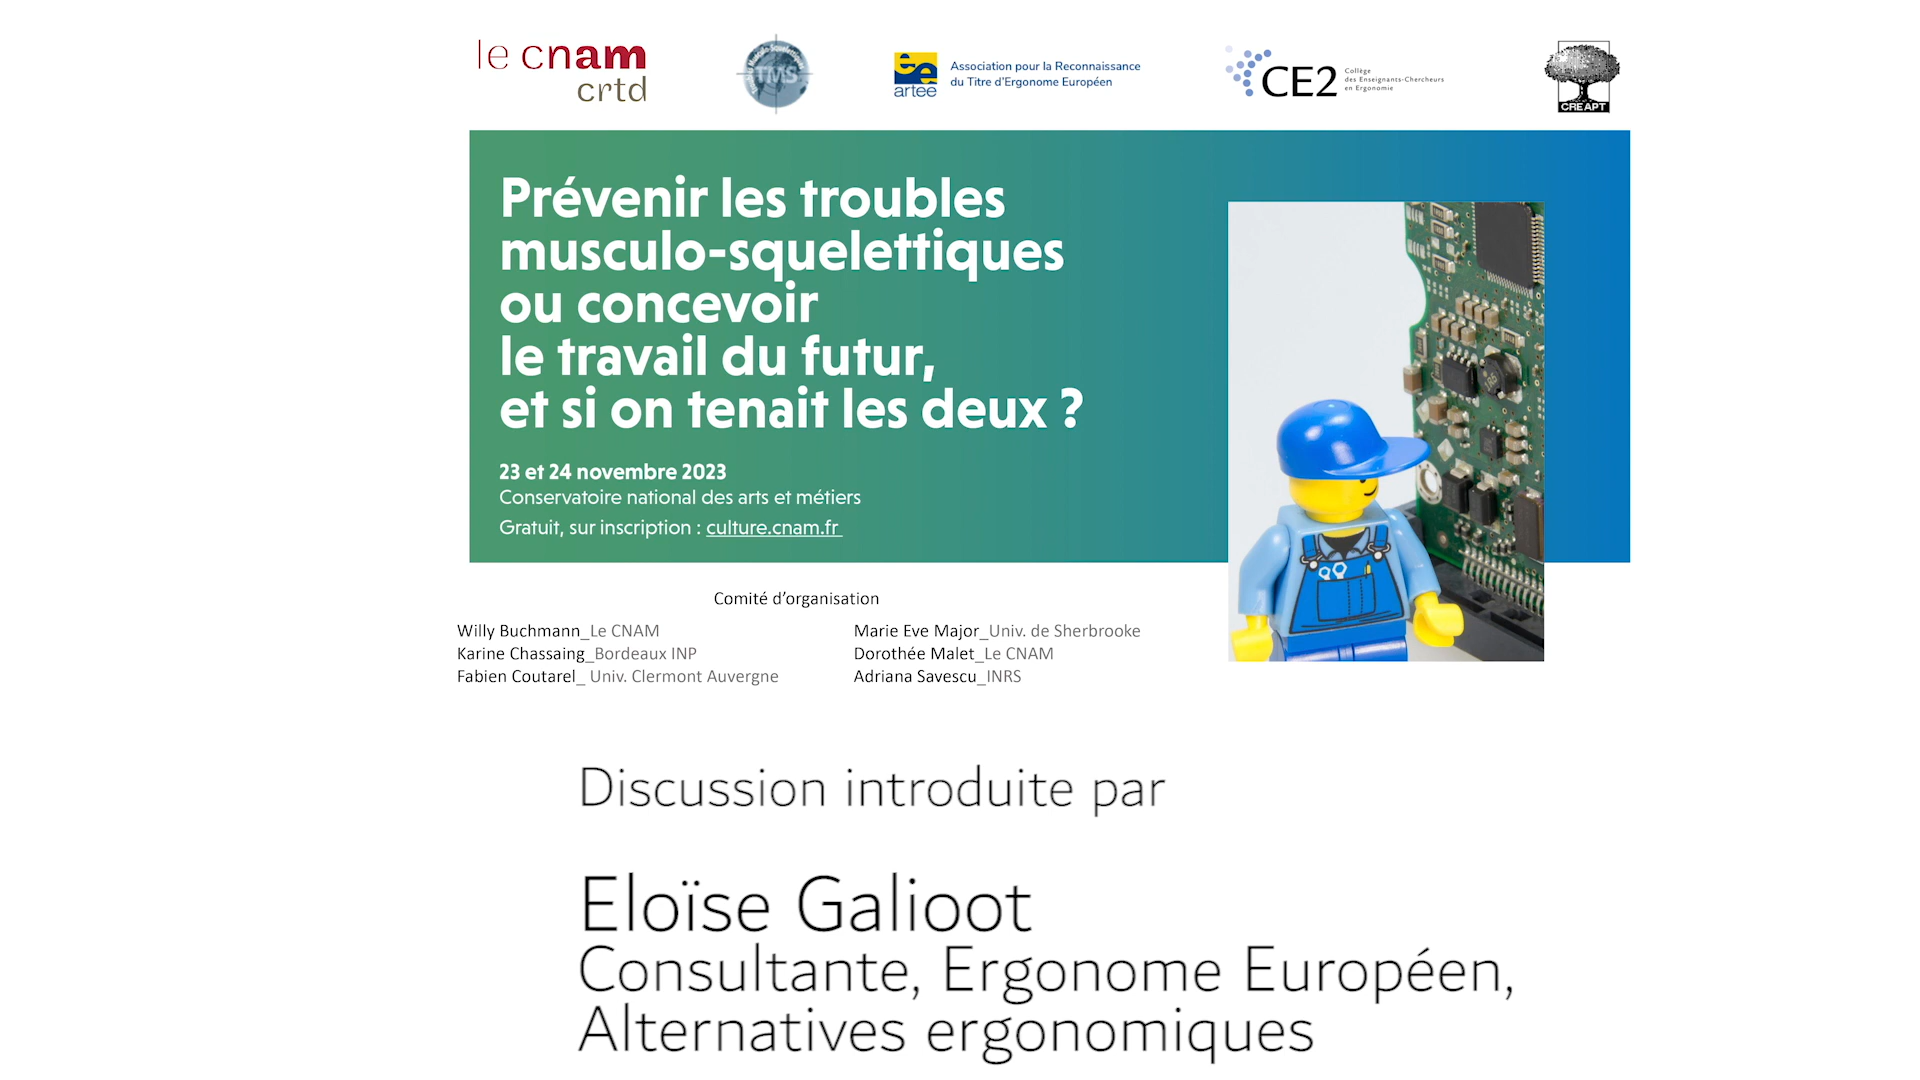 le cnam
crtd
TMS
artee
Association pour la Reconnaissance
du Titre d'Ergonome Européen
CE2
Collège
des Enseignants-Chercheurs
en Ergonomie
CREAPT
Prévenir les troubles
musculo-squelettiques
ou concevoir
le travail du futur,
et si on tenait les deux ?
23 et 24 novembre 2023
Conservatoire national des arts et métiers
Gratuit, sur inscription : culture.cnam.fr
Comité d'organisation
Willy Buchmann_Le CNAM
Karine Chassaing_Bordeaux INP
Fabien Coutarel_ Univ. Clermont Auvergne
Marie Eve Major_Univ. de Sherbrooke
Dorothée Malet_Le CNAM
Adriana Savescu_INRS
Discussion introduite par
Eloïse Galioot
Consultante, Ergonome Européen,
Alternatives ergonomiques